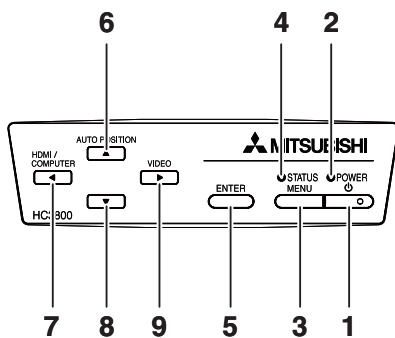 6 4 2
AUTO POSITION
MITSUBISHI
HDMI / COMPUTER
VIDEO
STATUS
POWER
ENTER
MENU
HC3800
7 8 9 5 3 1